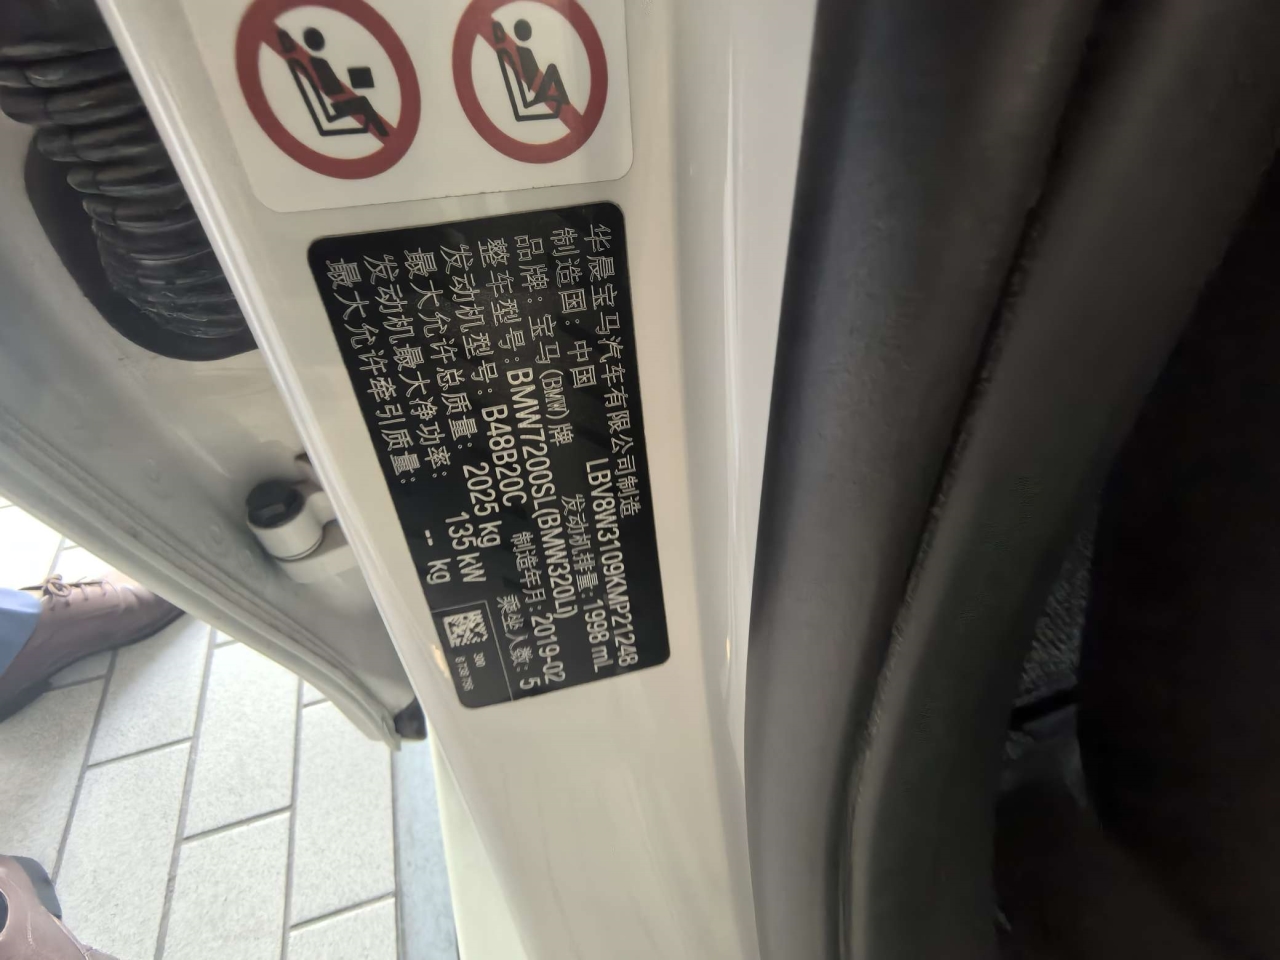 华晨宝马汽车有限公司制造
制造国：中国 LBV8W3109KMP21248
品牌：宝马(BMW)牌 发动机排量：1998 mL
整车型号：BMW7200SL(BMW320Li)
发动机型号：B48B20C 制造年月：2019-02
最大允许总质量：2025 kg 乘坐人数：5
发动机最大净功率：135 kW
最大允许牵引质量：-- kg
300